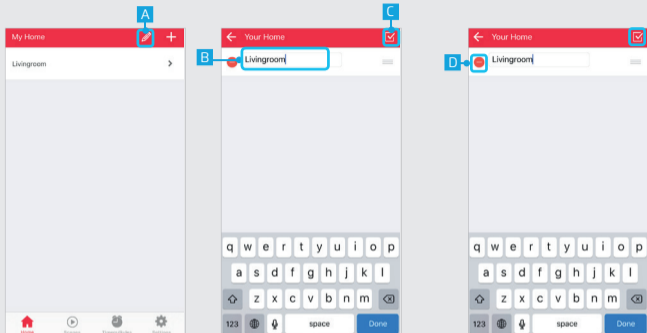 A
My Home
Livingroom
Home
C
Your Home
B
Livingroom
q w e r t y u i o p
a s d f g h j k l
z x c v b n m
123 space Done
Your Home
D
Livingroom
q w e r t y u i o p
a s d f g h j k l
z x c v b n m
123 space Done